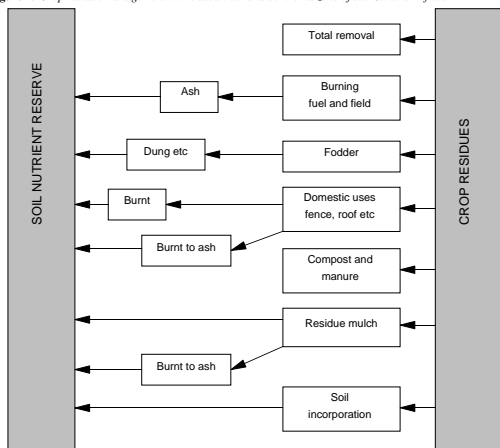 SOIL NUTRIENT RESERVE
CROP RESIDUES
Total removal
Ash
Burning
fuel and field
Dung etc
Fodder
Burnt
Domestic uses
fence, roof etc
Burnt to ash
Compost and
manure
Residue mulch
Burnt to ash
Soil
incorporation